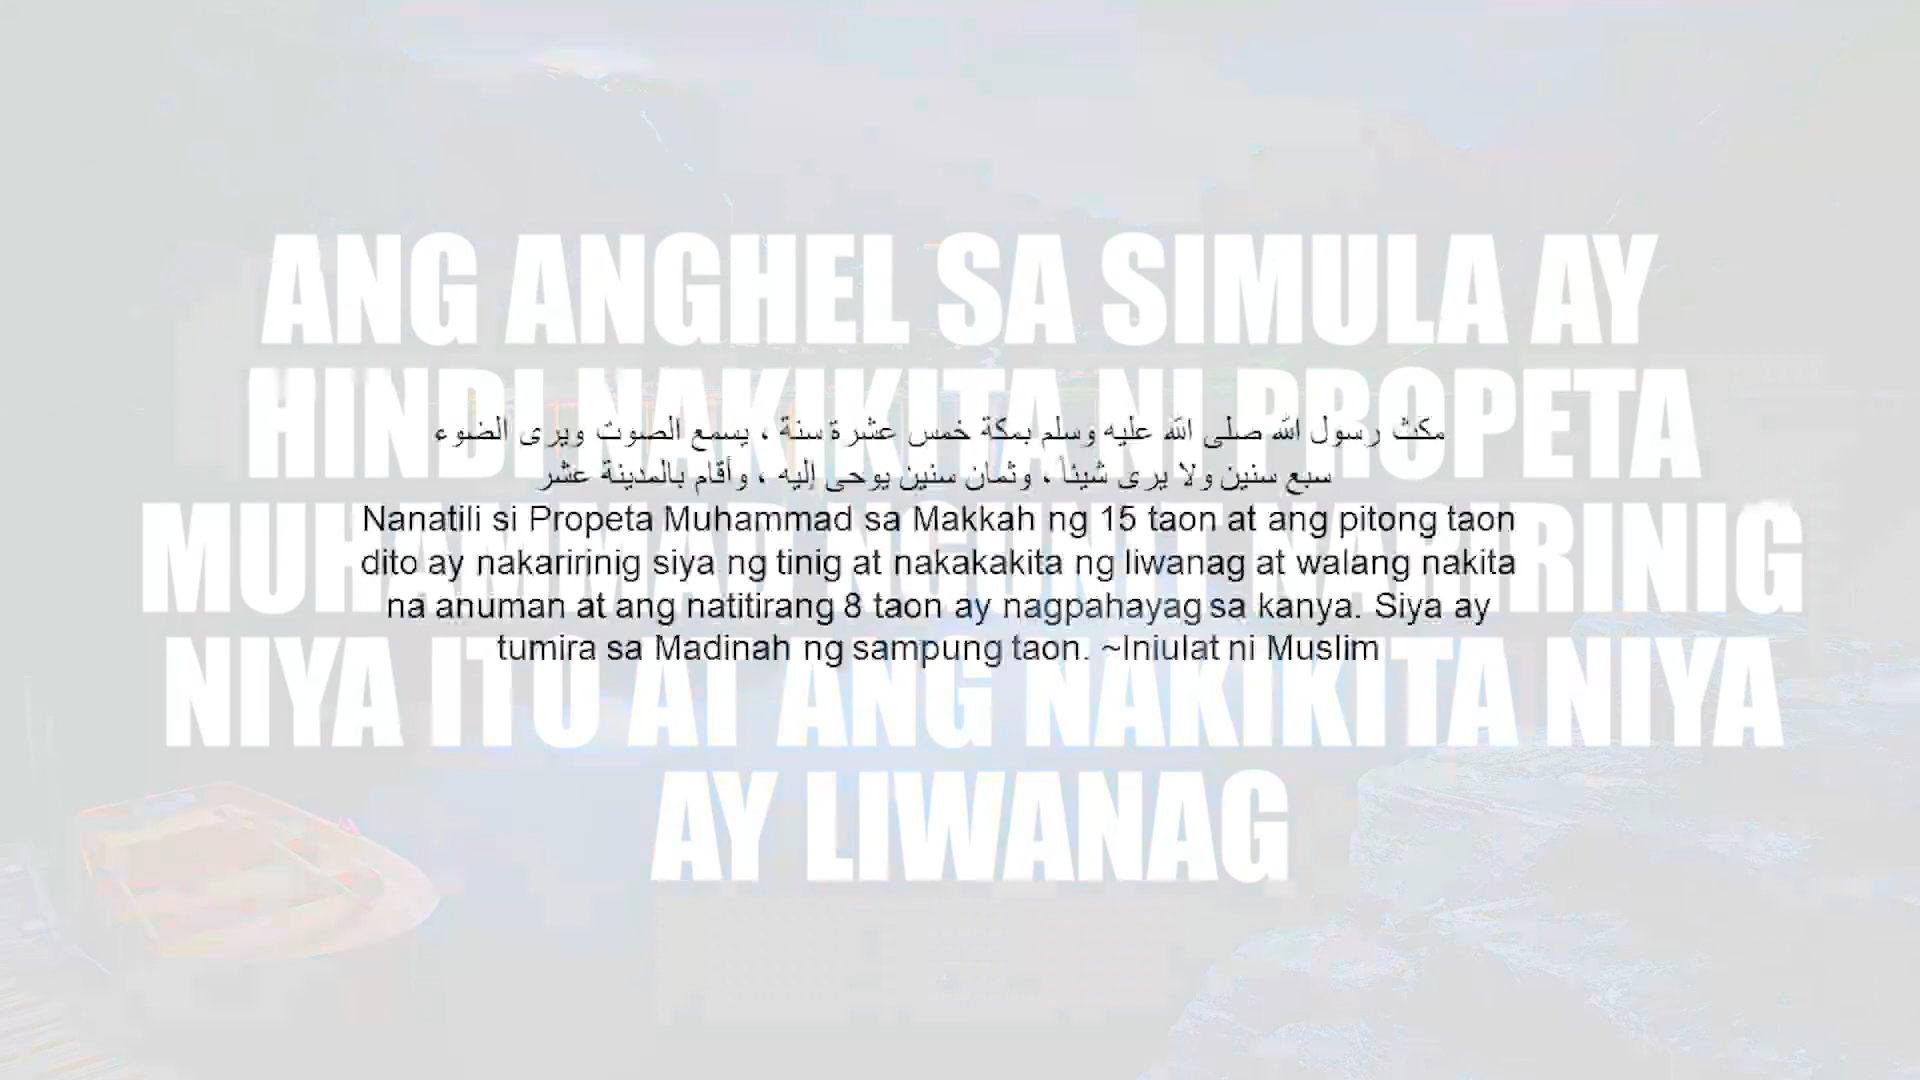 ANG ANGHEL SA SIMULA AY
HINDI NAKIKITA NI PROPETA
MUHAMMAD NGUNIT NARIRINIG
NIYA ITO AT ANG NAKIKITA NIYA
AY LIWANAG
مكث رسول الله صلى الله عليه وسلم بمكة خمس عشرة سنة ، يسمع الصوت ويرى الضوء
سبع سنين ولا يرى شيئاً ، وثمان سنين يوحى إليه ، وأقام بالمدينة عشر
Nanatili si Propeta Muhammad sa Makkah ng 15 taon at ang pitong taon
dito ay nakaririnig siya ng tinig at nakakakita ng liwanag at walang nakita
na anuman at ang natitirang 8 taon ay nagpahayag sa kanya. Siya ay
tumira sa Madinah ng sampung taon. ~Iniulat ni Muslim